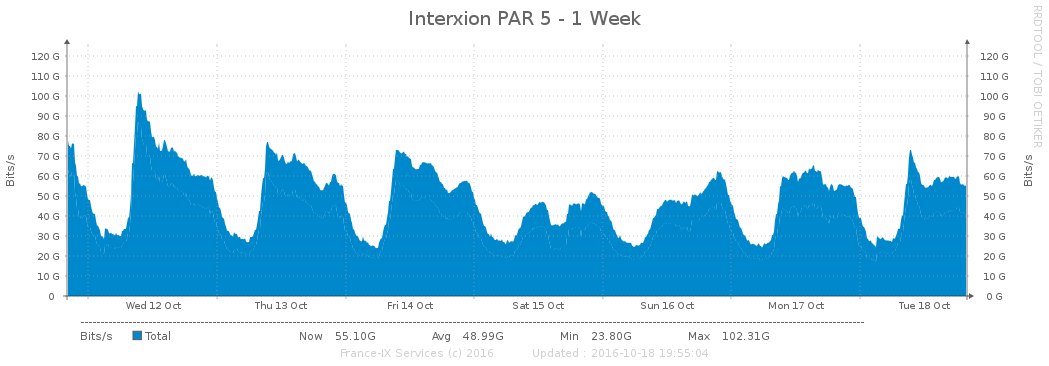 Interxion PAR 5 - 1 Week
RRDTOOL / TOBI OETIKER
Bits/s
120 G 120 G
110 G 110 G
100 G 100 G
90 G 90 G
80 G 80 G
70 G 70 G
60 G 60 G
50 G 50 G
40 G 40 G
30 G 30 G
20 G 20 G
10 G 10 G
0 0 G
Bits/s
Wed 12 Oct Thu 13 Oct Fri 14 Oct Sat 15 Oct Sun 16 Oct Mon 17 Oct Tue 18 Oct
Bits/s Total Now 55.10G Avg 48.99G Min 23.80G Max 102.31G
France-IX Services (c) 2016 Updated : 2016-10-18 19:55:04